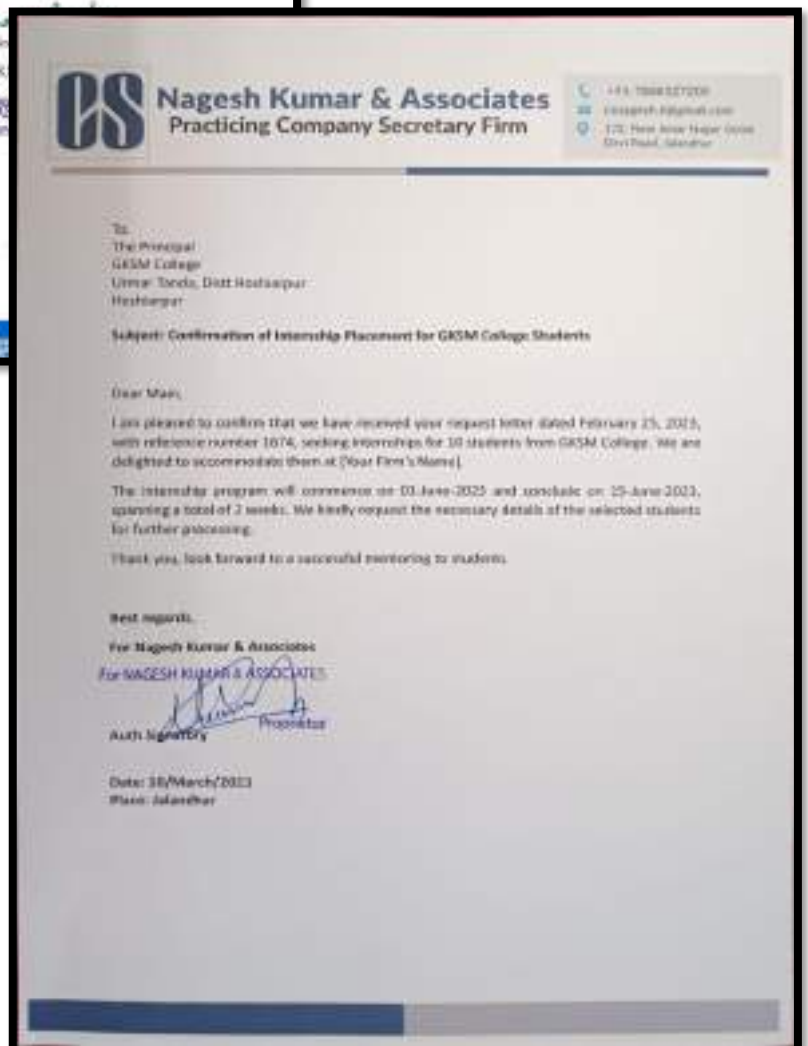 CS
Nagesh Kumar & Associates
Practicing Company Secretary Firm
To,
The Principal
GKSM College
Urmar Tanda, Distt Hoshiarpur
Hoshiarpur
Subject: Confirmation of Internship Placement for GKSM College Students
Dear Mam,
I am pleased to confirm that we have received your request letter dated February 25, 2023,
with reference number 1674, seeking internships for 10 students from GKSM College. We are
delighted to accommodate them at [Your Firm's Name].
The internship program will commence on 01-June-2023 and conclude on 15-June-2023,
spanning a total of 2 weeks. We kindly request the necessary details of the selected students
for further processing.
Thank you, look forward to a successful mentoring to students.
Best regards,
For Nagesh Kumar & Associates
For NAGESH KUMAR & ASSOCIATES
Proprietor
Auth Signatory
Date: /March/2023
Place: Jalandhar